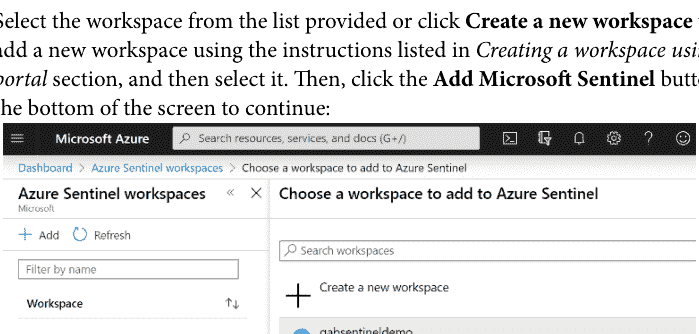 Select the workspace from the list provided or click Create a new workspace
add a new workspace using the instructions listed in Creating a workspace
portal section, and then select it. Then, click the Add Microsoft Sentinel
the bottom of the screen to continue:
Microsoft Azure
Search resources, services, and docs (G+/)
Dashboard > Azure Sentinel workspaces > Choose a workspace to add to Azure Sentinel
Azure Sentinel workspaces
Microsoft
Choose a workspace to add to Azure Sentinel
+ Add
Refresh
Search workspaces
Filter by name
Create a new workspace
Workspace
gabsentineldemo